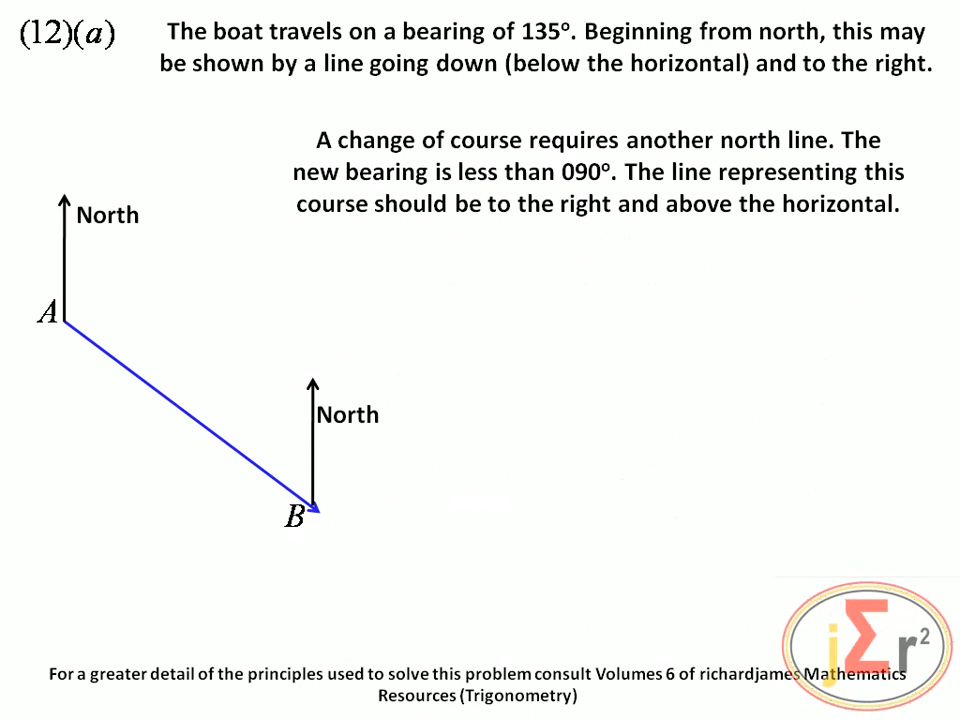 (12)(a)
The boat travels on a bearing of 135º. Beginning from north, this may
be shown by a line going down (below the horizontal) and to the right.
A change of course requires another north line. The
new bearing is less than 090º. The line representing this
course should be to the right and above the horizontal.
North
A
North
B
jΣr²
For a greater detail of the principles used to solve this problem consult Volumes 6 of richardjames Mathematics
Resources (Trigonometry)